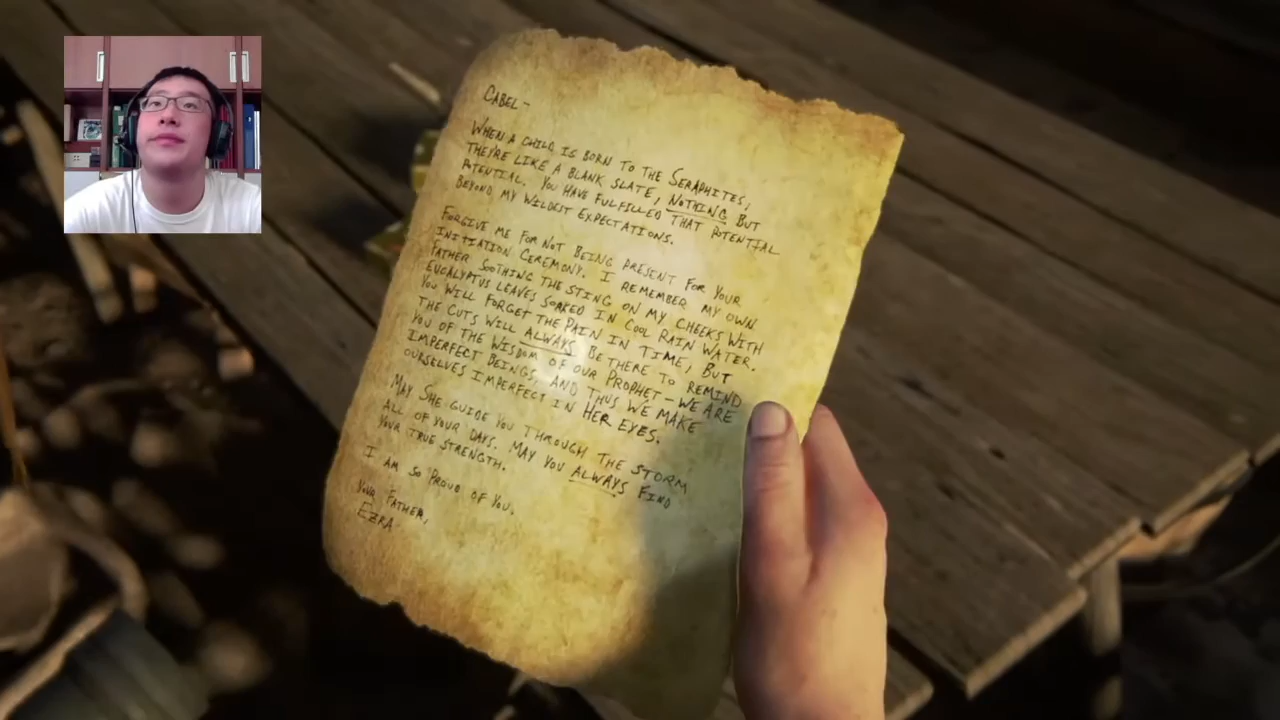 CABEL -
WHEN A CHILD IS BORN TO THE SERAPHITES,
THEY'RE LIKE A BLANK SLATE, NOTHING BUT
POTENTIAL. YOU HAVE FULFILLED THAT POTENTIAL
BEYOND MY WILDEST EXPECTATIONS.
FORGIVE ME FOR NOT BEING PRESENT FOR YOUR
INITIATION CEREMONY. I REMEMBER MY OWN
FATHER SOOTHING THE STING ON MY CHEEKS WITH
EUCALYPTUS LEAVES SOAKED IN COOL RAIN WATER.
YOU WILL FORGET THE PAIN IN TIME, BUT
THE CUTS WILL ALWAYS BE THERE TO REMIND
YOU OF THE WISDOM OF OUR PROPHET - WE ARE
IMPERFECT BEINGS, AND THUS WE MAKE
OURSELVES IMPERFECT IN HER EYES.
MAY SHE GUIDE YOU THROUGH THE STORM
ALL OF YOUR DAYS. MAY YOU ALWAYS FIND
YOUR TRUE STRENGTH.
I AM SO PROUD OF YOU.
YOUR FATHER,
EZRA